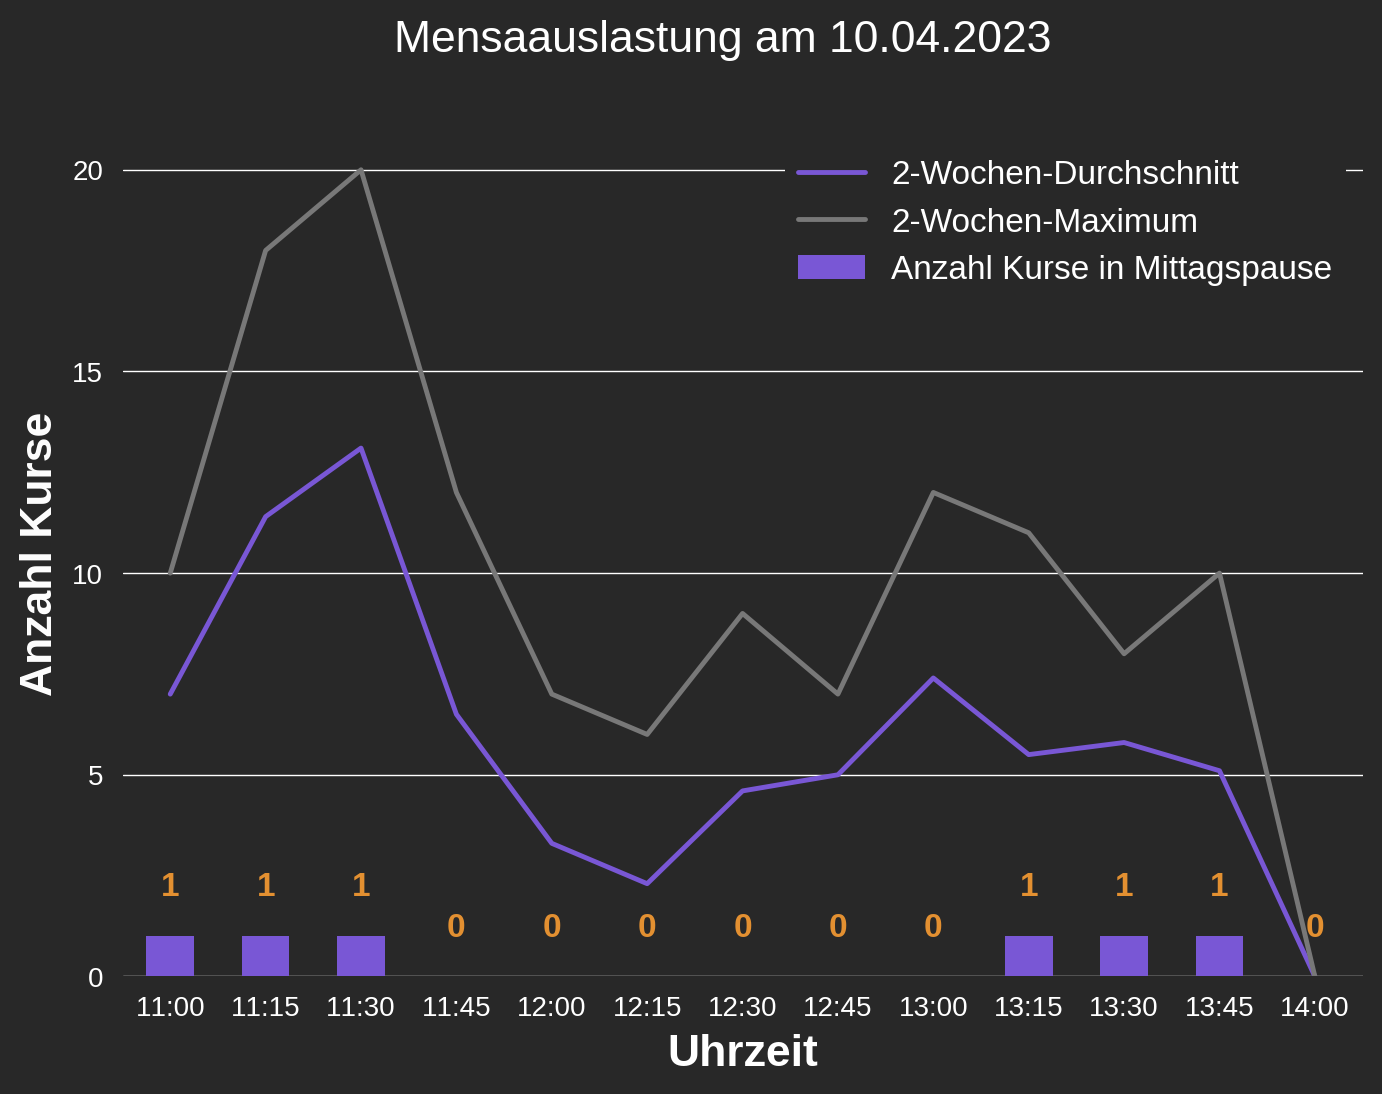 Mensaauslastung am 10.04.2023
2-Wochen-Durchschnitt
2-Wochen-Maximum
Anzahl Kurse in Mittagspause
Anzahl Kurse
20
15
10
5
0
1 1 1 0 0 0 0 0 0 1 1 1 0
11:00 11:15 11:30 11:45 12:00 12:15 12:30 12:45 13:00 13:15 13:30 13:45 14:00
Uhrzeit